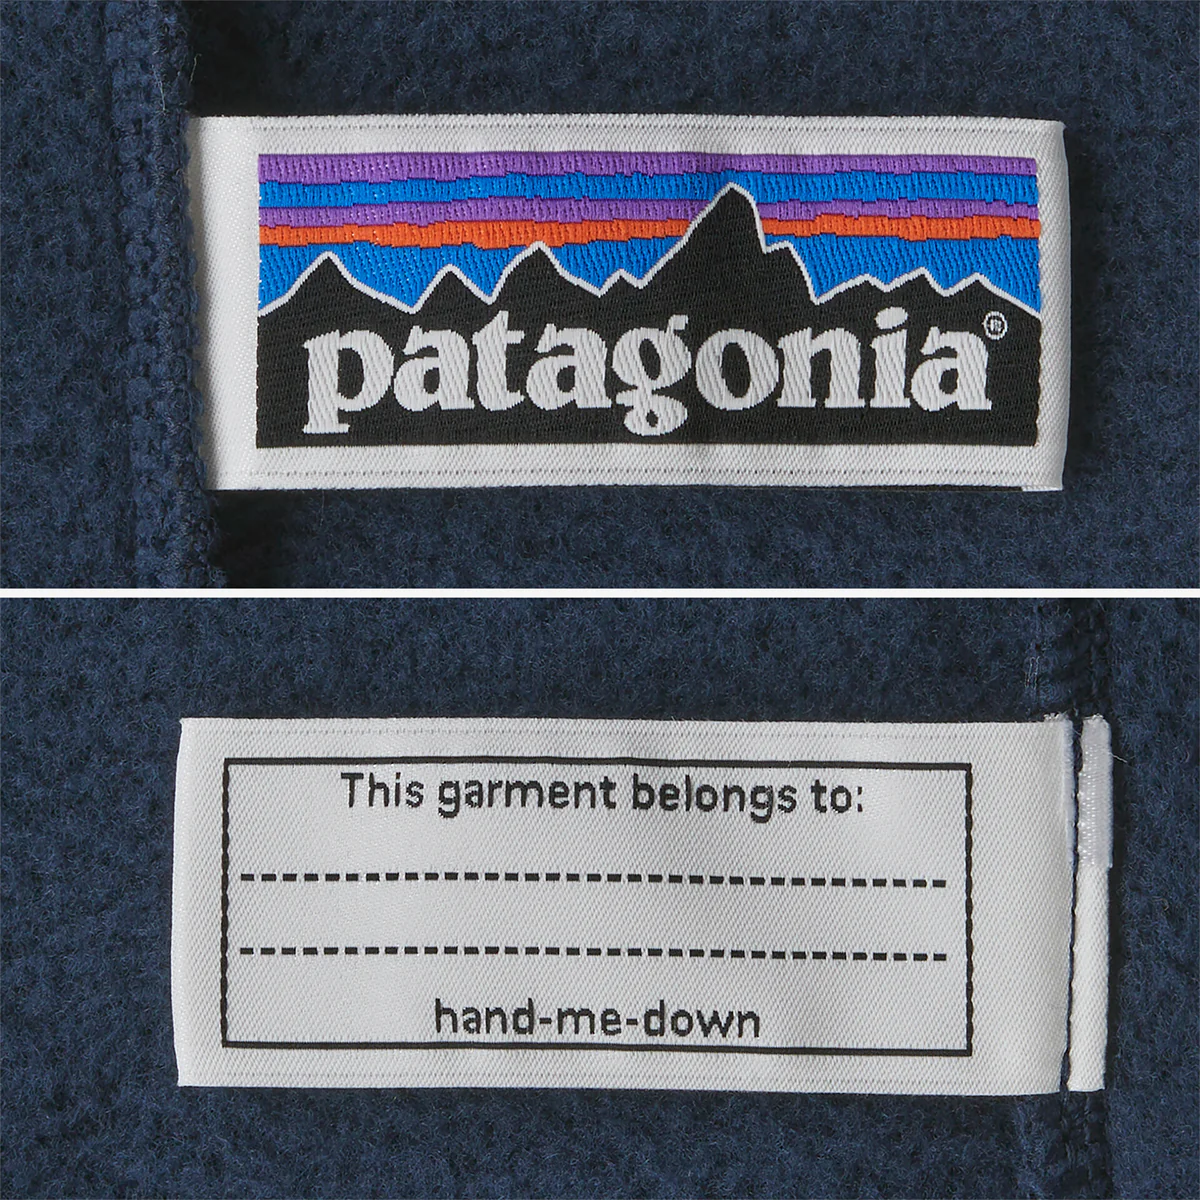 patagonia®
This garment belongs to:
hand-me-down